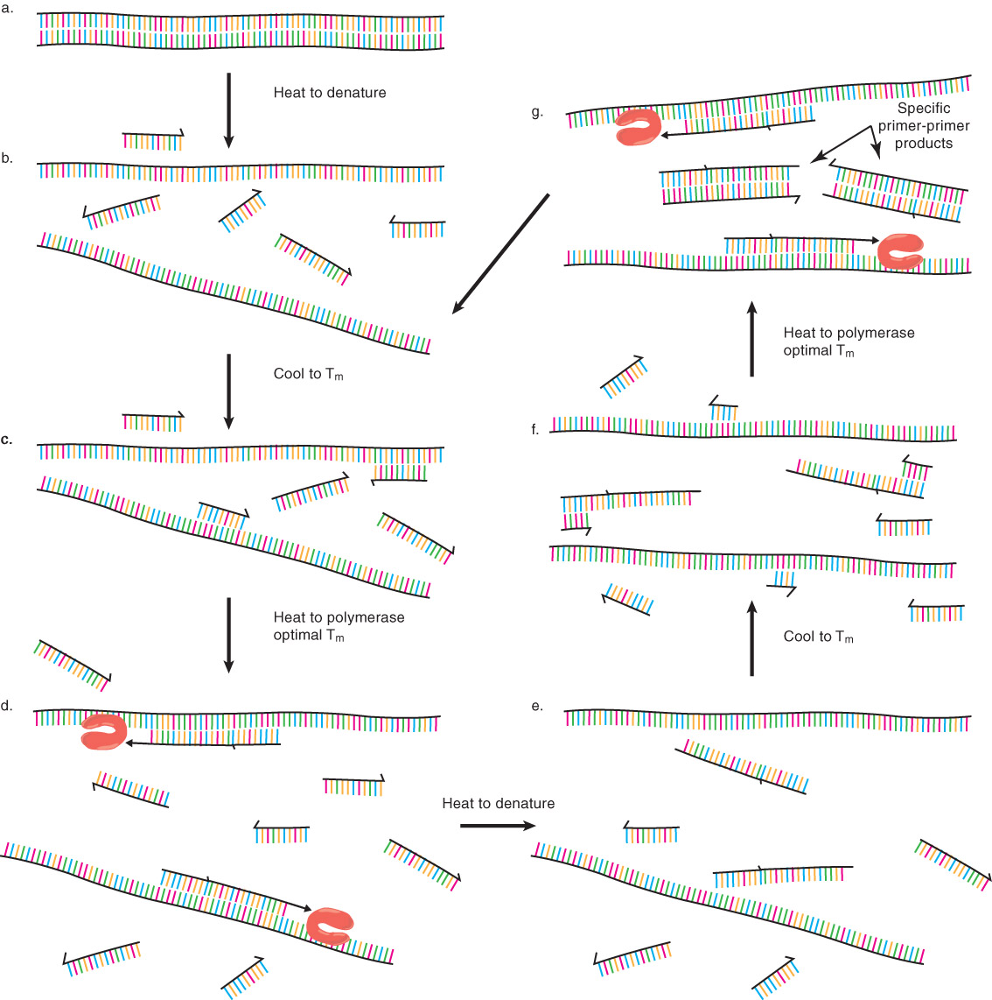 a.
Heat to denature
b.
Cool to Tm
c.
Heat to polymerase
optimal Tm
d.
Heat to denature
e.
Cool to Tm
f.
Heat to polymerase
optimal Tm
g.
Specific
primer-primer
products